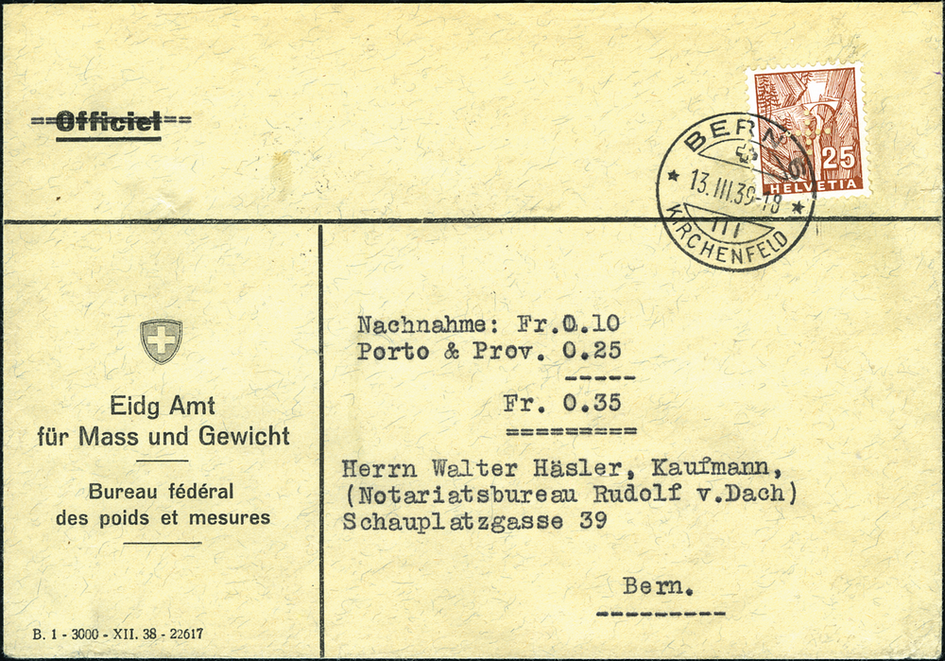 Officiel
BERN 15
13.III.39-18
III
KIRCHENFELD
25
HELVETIA
Nachnahme: Fr.0.10
Porto & Prov. 0.25
Fr. 0.35
Eidg Amt
für Mass und Gewicht
Bureau fédéral
des poids et mesures
Herrn Walter Häsler, Kaufmann,
(Notariatsbureau Rudolf v.Dach)
Schauplatzgasse 39
Bern.
B. 1 - 3000 - XII. 38 - 22617